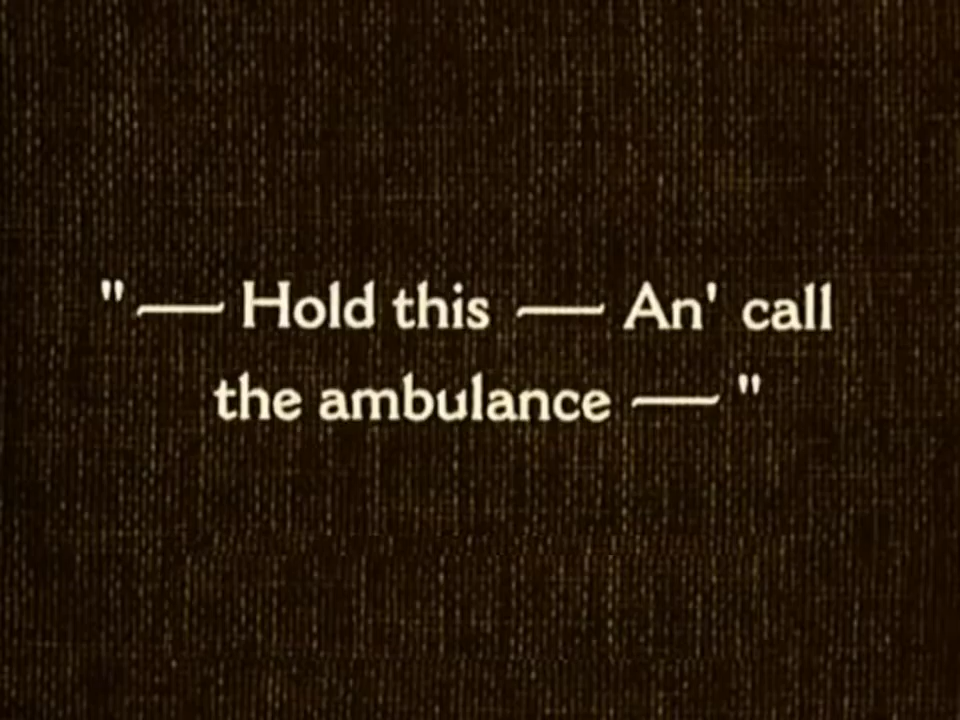 "— Hold this — An' call
the ambulance —"